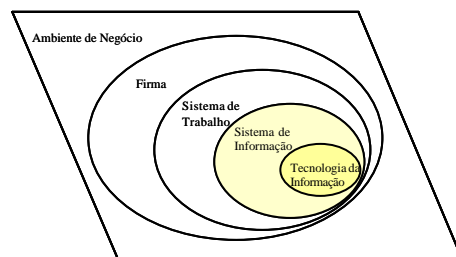 Ambiente de Negócio
Firma
Sistema de
Trabalho
Sistema de
Informação
Tecnologia da
Informação